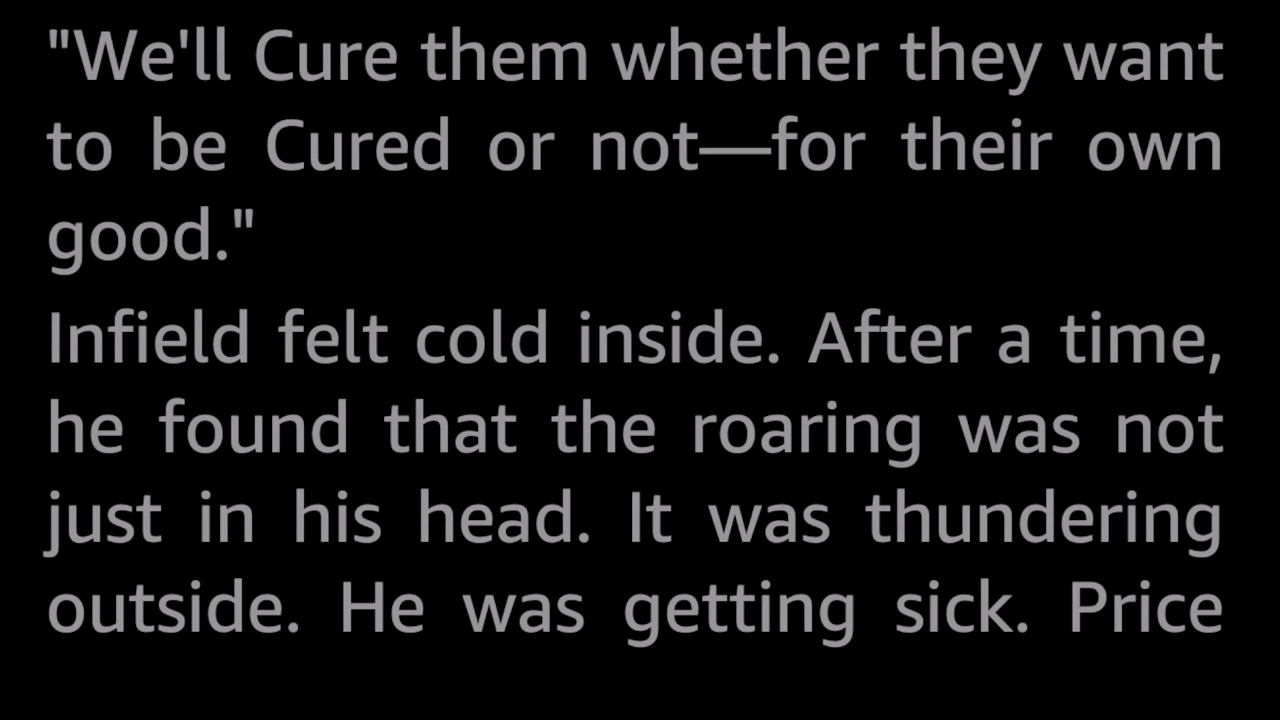 "We'll Cure them whether they want
to be Cured or not—for their own
good."
Infield felt cold inside. After a time,
he found that the roaring was not
just in his head. It was thundering
outside. He was getting sick. Price